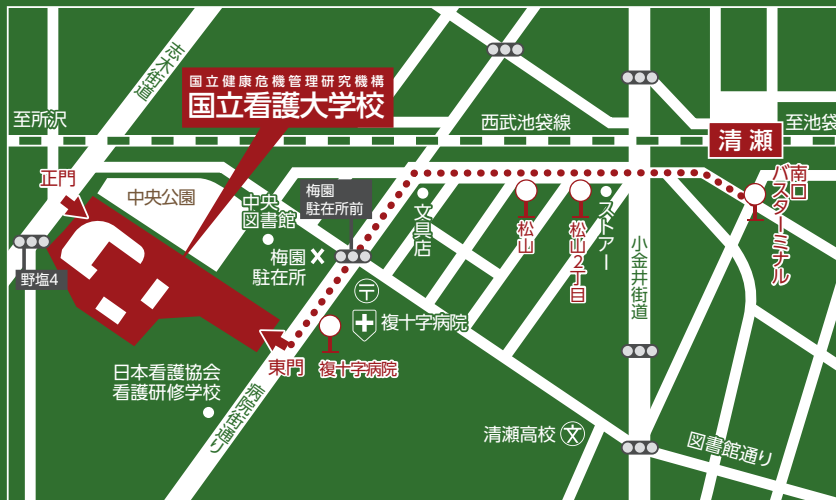 志木街道
国立健康危機管理研究機構
国立看護大学校
至所沢
西武池袋線
清瀬
至池袋
正門
中央公園
中央
図書館
梅園
駐在所前
南口
バスターミナル
文具店
松山
松山2丁目
ストアー
小金井街道
梅園
駐在所
野塩4
複十字病院
東門
複十字病院
日本看護協会
看護研修学校
病院街通り
清瀬高校
文
図書館通り